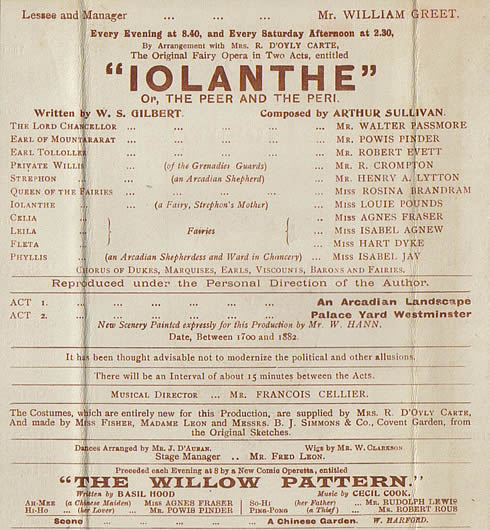 Lessee and Manager ... ... ... Mr. WILLIAM GREET.
Every Evening at 8.40, and Every Saturday Afternoon at 2.30,
By Arrangement with Mrs. R. D'OYLY CARTE,
The Original Fairy Opera in Two Acts, entitled
"IOLANTHE"
Or, THE PEER AND THE PERI.
Written by W. S. GILBERT. Composed by ARTHUR SULLIVAN.
The Lord Chancellor ... ... ... ... ... Mr. WALTER PASSMORE
Earl of Mountararat ... ... ... ... ... Mr. POWIS PINDER
Earl Tolloller ... ... ... ... ... Mr. ROBERT EVETT
Private Willis ... (of the Grenadies Guards) ... Mr. R. CROMPTON
Strephon ... (an Arcadian Shepherd) ... Mr. HENRY A. LYTTON
Queen of the Fairies ... ... ... ... ... Miss ROSINA BRANDRAM
Iolanthe ... (a Fairy, Strephon's Mother) ... Miss LOUIE POUNDS
Celia ... Miss AGNES FRASER
Leila ... Fairies ... Miss ISABEL AGNEW
Fleta ... Miss HART DYKE
Phyllis ... (an Arcadian Shepherdess and Ward in Chancery) ... Miss ISABEL JAY
Chorus of Dukes, Marquises, Earls, Viscounts, Barons and Fairies.
Reproduced under the Personal Direction of the Author.
ACT 1. ... ... ... ... ... An Arcadian Landscape
ACT 2. ... ... ... ... ... Palace Yard Westminster
New Scenery Painted expressly for this Production by Mr. W. HANN.
Date, Between 1700 and 1882.
It has been thought advisable not to modernize the political and other allusions.
There will be an Interval of about 15 minutes between the Acts.
Musical Director ... Mr. FRANCOIS CELLIER.
The Costumes, which are entirely new for this Production, are supplied by Mrs. R. D'Oyly Carte,
And made by Miss Fisher, Madame Leon and Messrs. B. J. Simmons & Co., Covent Garden, from
the Original Sketches.
Dances Arranged by Mr. J. D'Auban. Wigs by Mr. W. Clarkson.
Stage Manager .. Mr. Fred Leon.
Preceded each Evening at 8 by a New Comic Operetta, entitled
"THE WILLOW PATTERN."
Written by BASIL HOOD Music by CECIL COOK.
Ah-Mee (a Chinese Maiden) Miss AGNES FRASER So-Hi (her Father) ... Mr. RUDOLPH LEWIS
Hi-Ho ... (her Lover) ... Mr. POWIS PINDER Ping-Pong (a Thief) ... Mr. ROBERT ROUS
Scene ... ... ... A Chinese Garden. W. HARFORD.